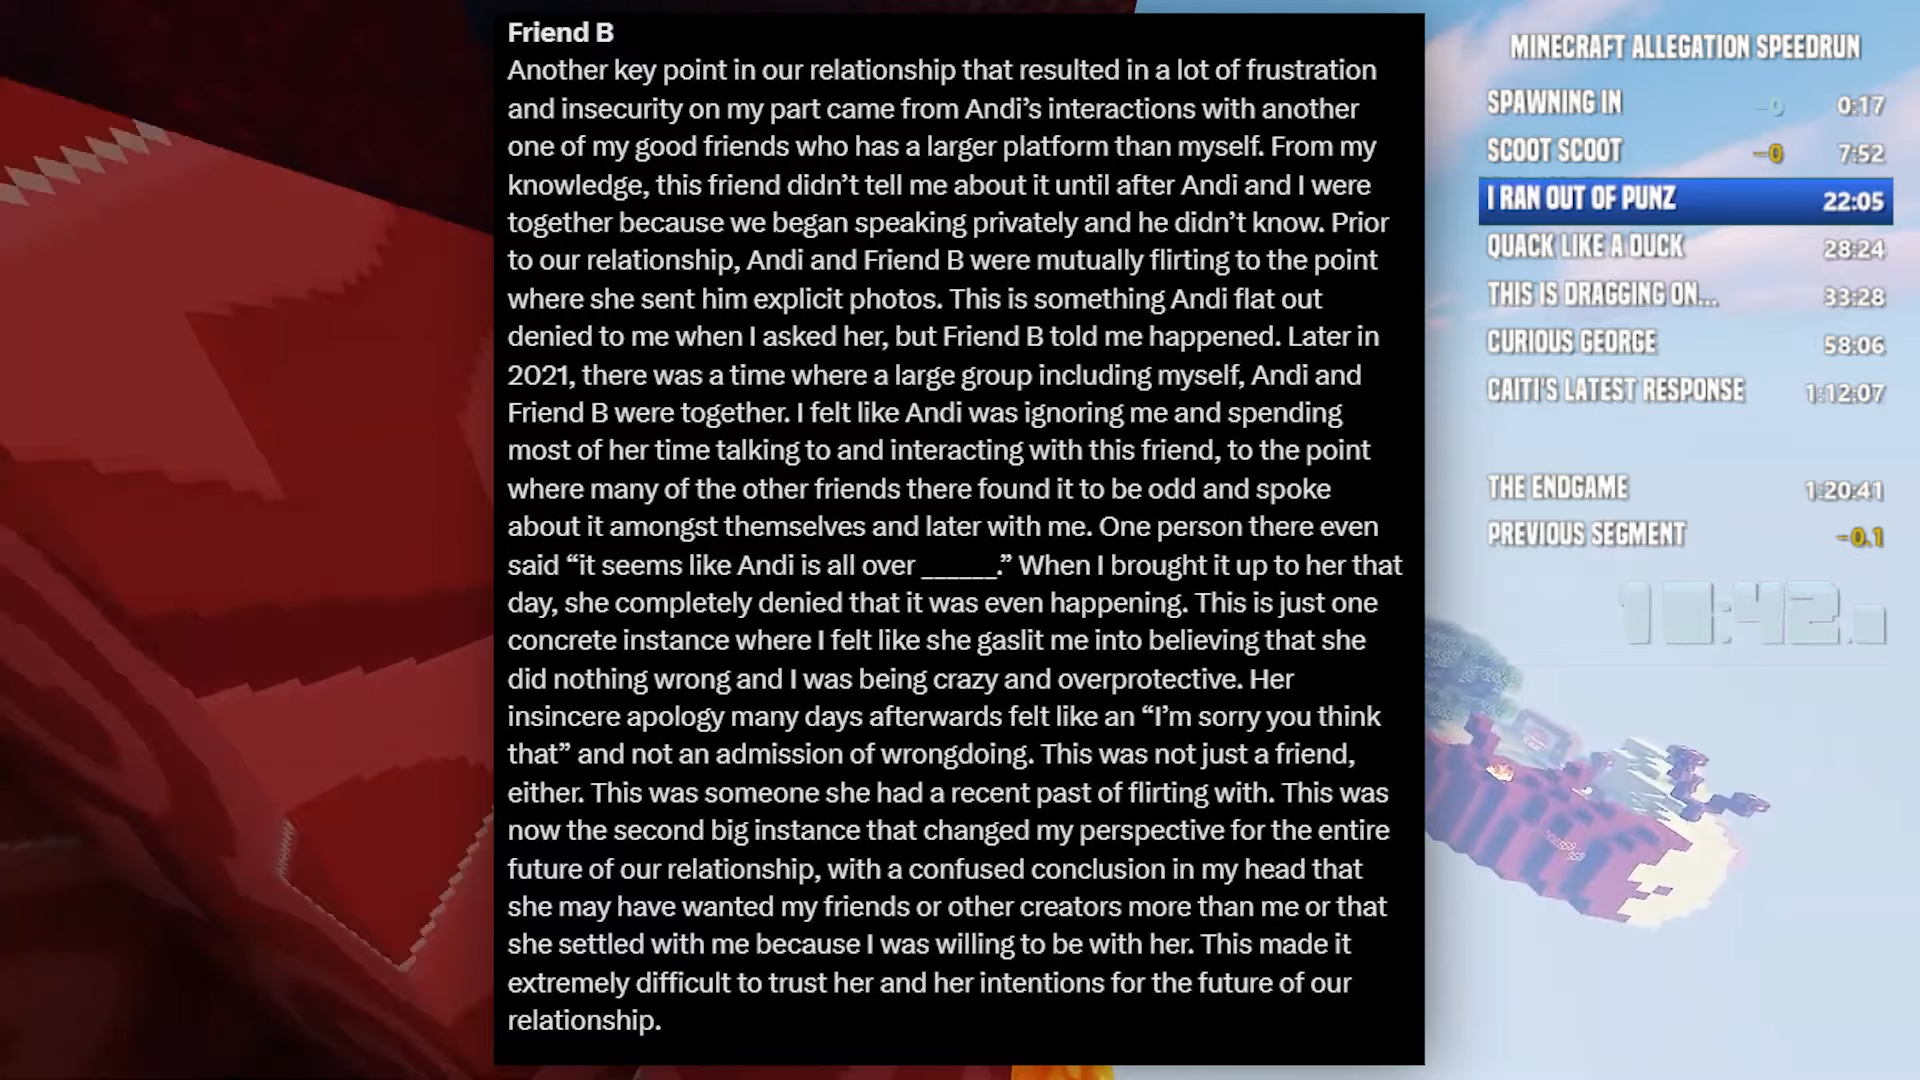 Friend B
Another key point in our relationship that resulted in a lot of frustration
and insecurity on my part came from Andi’s interactions with another
one of my good friends who has a larger platform than myself. From my
knowledge, this friend didn’t tell me about it until after Andi and I were
together because we began speaking privately and he didn’t know. Prior
to our relationship, Andi and Friend B were mutually flirting to the point
where she sent him explicit photos. This is something Andi flat out
denied to me when I asked her, but Friend B told me happened. Later in
2021, there was a time where a large group including myself, Andi and
Friend B were together. I felt like Andi was ignoring me and spending
most of her time talking to and interacting with this friend, to the point
where many of the other friends there found it to be odd and spoke
about it amongst themselves and later with me. One person there even
said “it seems like Andi is all over ______.” When I brought it up to her that
day, she completely denied that it was even happening. This is just one
concrete instance where I felt like she gaslit me into believing that she
did nothing wrong and I was being crazy and overprotective. Her
insincere apology many days afterwards felt like an “I’m sorry you think
that” and not an admission of wrongdoing. This was not just a friend,
either. This was someone she had a recent past of flirting with. This was
now the second big instance that changed my perspective for the entire
future of our relationship, with a confused conclusion in my head that
she may have wanted my friends or other creators more than me or that
she settled with me because I was willing to be with her. This made it
extremely difficult to trust her and her intentions for the future of our
relationship.
MINECRAFT ALLEGATION SPEEDRUN
SPAWNING IN -0 0:17
SCOOT SCOOT -0 7:52
I RAN OUT OF PUNZ 22:05
QUACK LIKE A DUCK 28:24
THIS IS DRAGGING ON... 33:28
CURIOUS GEORGE 58:06
CAITI'S LATEST RESPONSE 1:12:07
THE ENDGAME 1:20:41
PREVIOUS SEGMENT -0.1